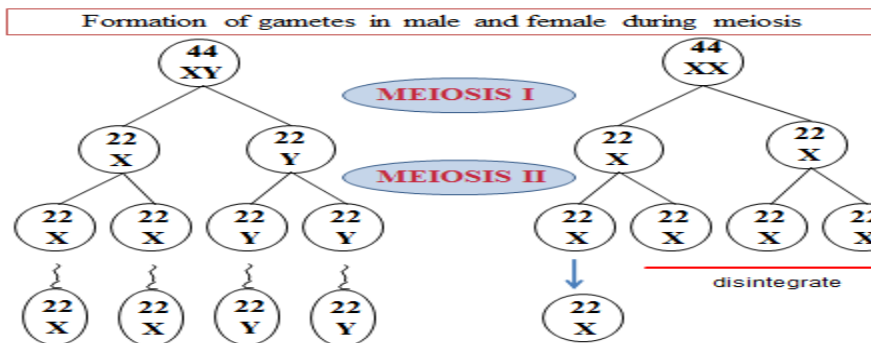 Formation of gametes in male and female during meiosis
44
XY
44
XX
MEIOSIS I
22
X
22
Y
22
X
22
X
MEIOSIS II
22
X
22
X
22
Y
22
Y
22
X
22
X
22
X
22
X
disintegrate
22
X
22
X
22
Y
22
Y
22
X